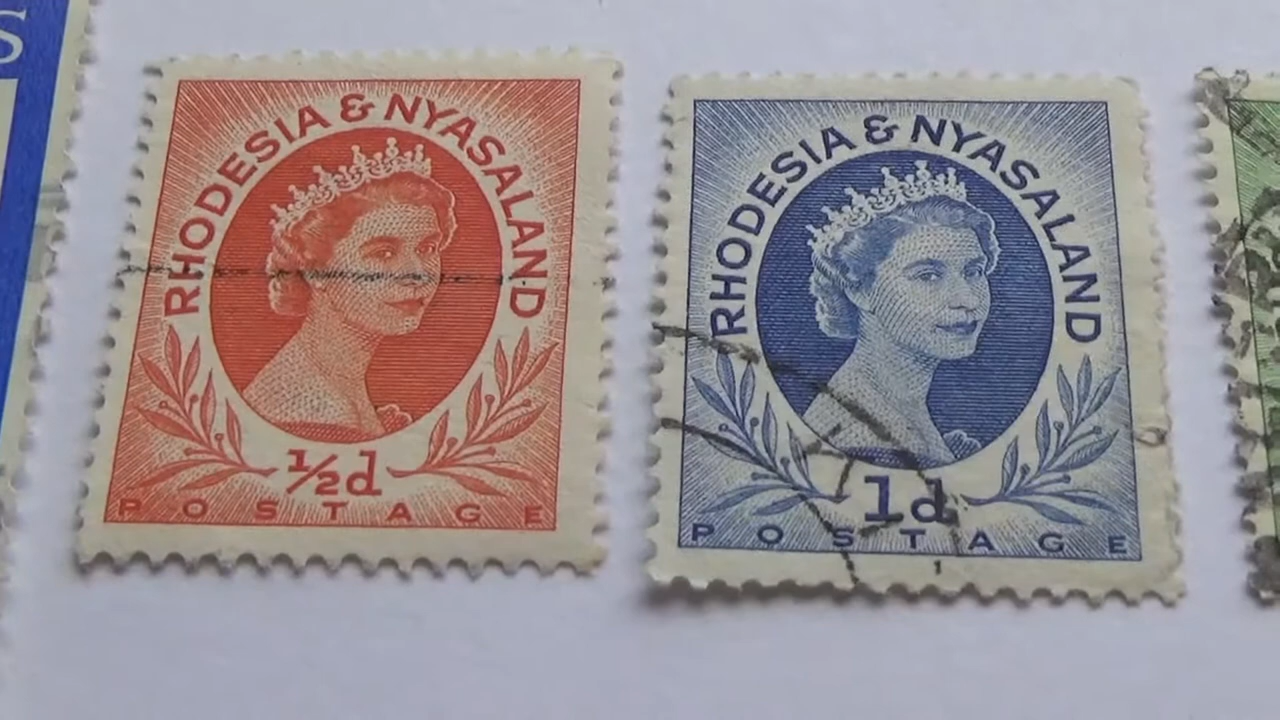 S
RHODESIA & NYASALAND
½d
POSTAGE
RHODESIA & NYASALAND
1d
POSTAGE